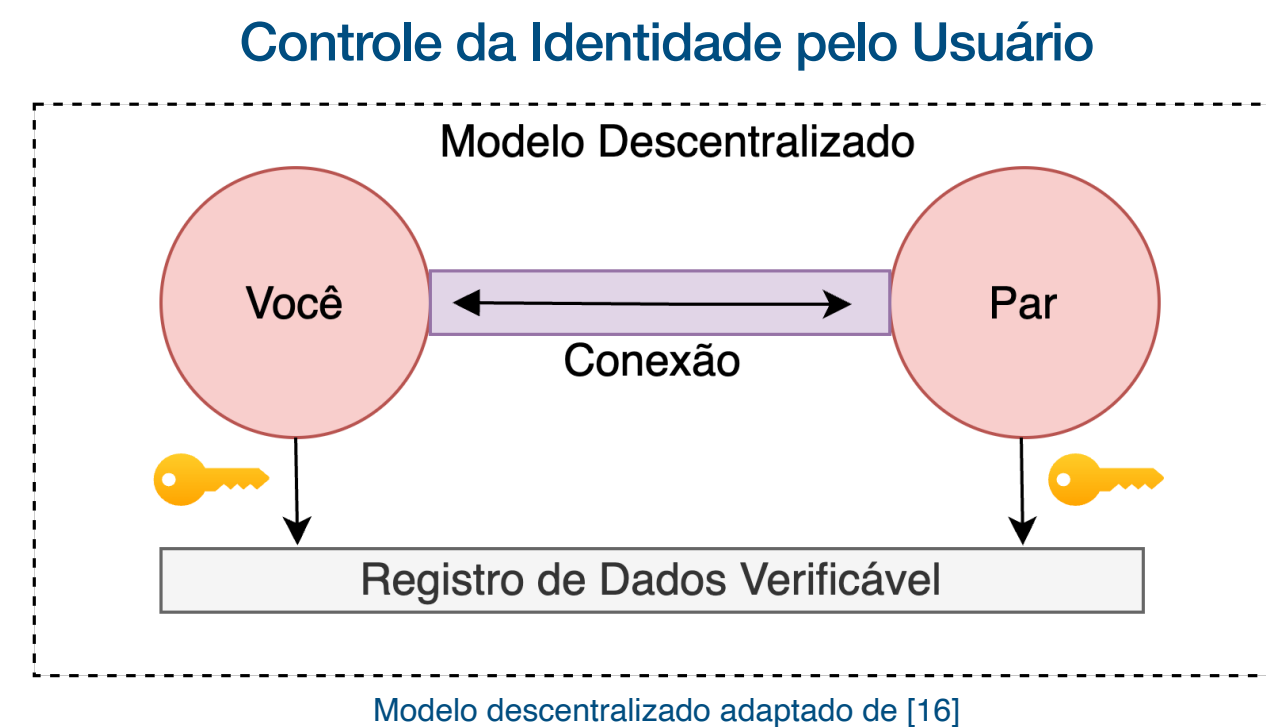 Controle da Identidade pelo Usuário
Modelo Descentralizado
Você
Par
Conexão
Registro de Dados Verificável
Modelo descentralizado adaptado de [16]